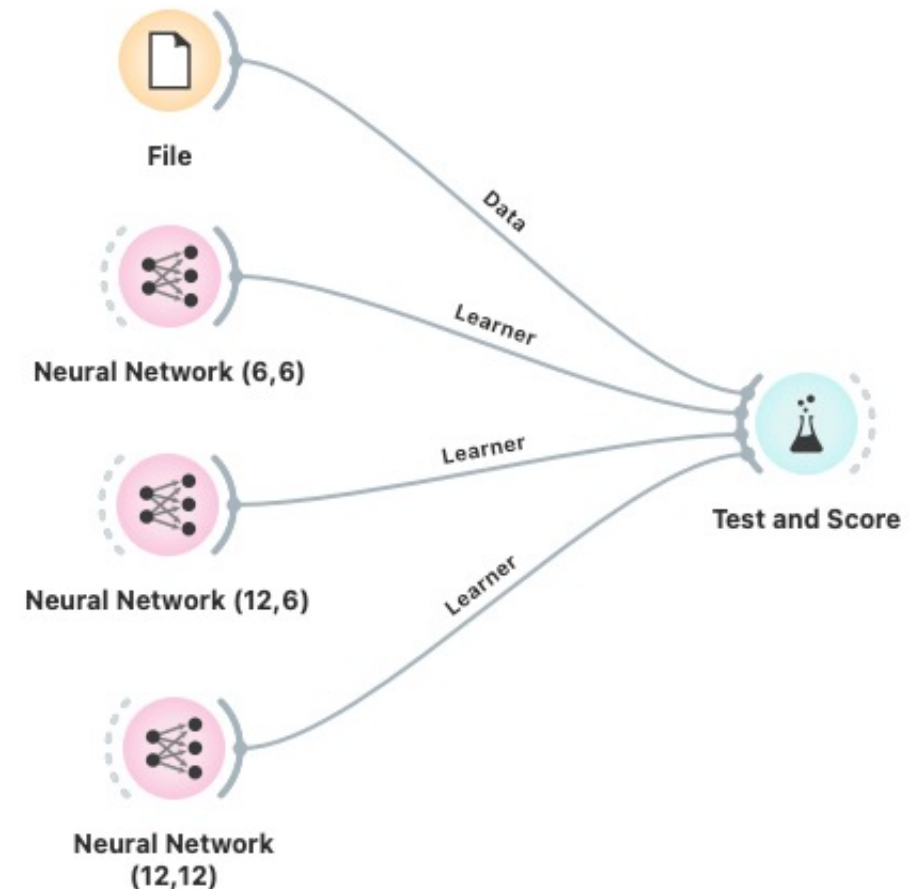 File
Data
Learner
Neural Network (6,6)
Learner
Test and Score
Neural Network (12,6)
Learner
Neural Network
(12,12)